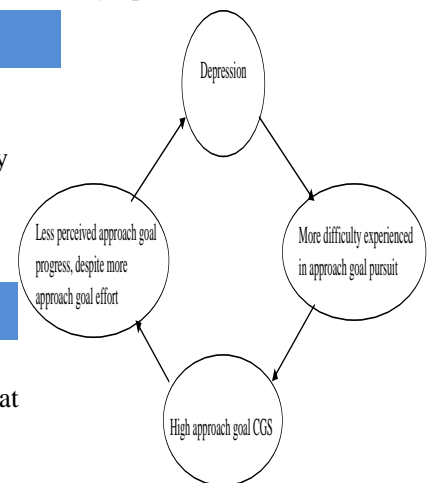 Depression
y
Less perceived approach goal
progress, despite more
approach goal effort
More difficulty experienced
in approach goal pursuit
at
High approach goal CGS